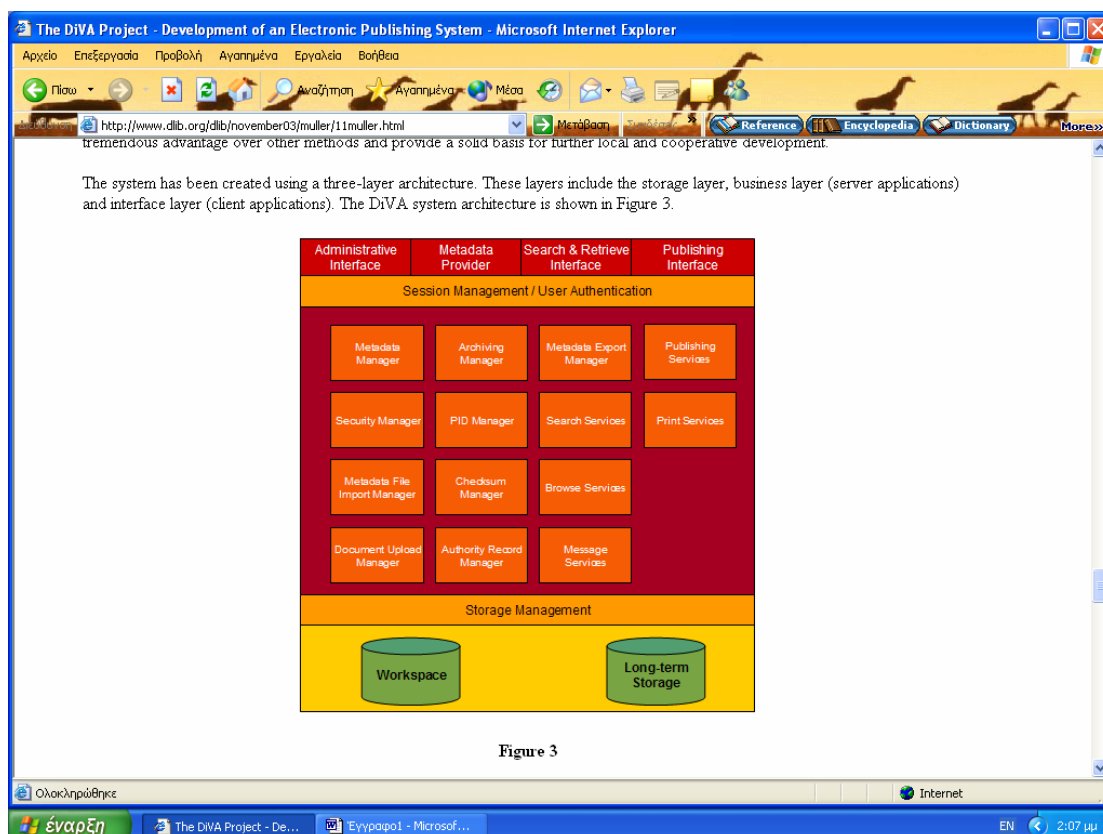 The DiVA Project - Development of an Electronic Publishing System - Microsoft Internet Explorer
Αρχείο Επεξεργασία Προβολή Αγαπημένα Εργαλεία Βοήθεια
Πίσω Αναζήτηση Αγαπημένα Μέσα
http://www.dlib.org/dlib/november03/muller/11muller.html Μετάβαση Reference Encyclopedia Dictionary More»
tremendous advantage over other methods and provide a solid basis for further local and cooperative development.
The system has been created using a three-layer architecture. These layers include the storage layer, business layer (server applications)
and interface layer (client applications). The DiVA system architecture is shown in Figure 3.
Administrative Interface
Metadata Provider
Search & Retrieve Interface
Publishing Interface
Session Management / User Authentication
Metadata Manager
Archiving Manager
Metadata Export Manager
Publishing Services
Security Manager
PID Manager
Search Services
Print Services
Metadata File Import Manager
Checksum Manager
Browse Services
Document Upload Manager
Authority Record Manager
Message Services
Storage Management
Workspace
Long-term Storage
Figure 3
Ολοκληρώθηκε Internet
έναρξη The DiVA Project - De... Έγγραφο1 - Microsof... EN 2:07 μμ